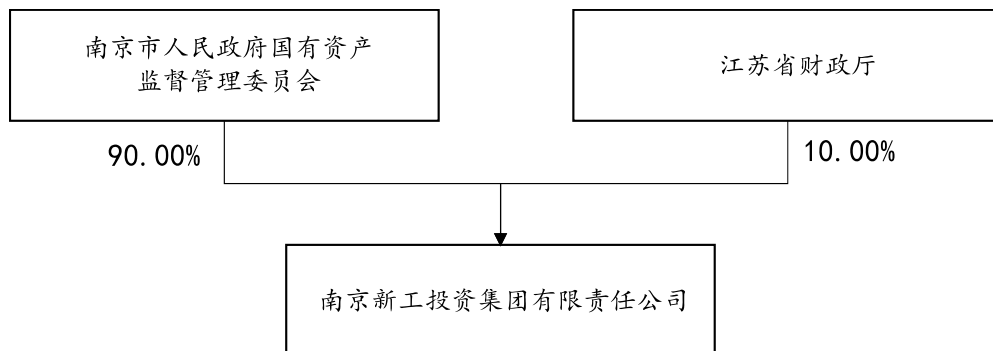 南京市人民政府国有资产
监督管理委员会
江苏省财政厅
90.00%
10.00%
南京新工投资集团有限责任公司